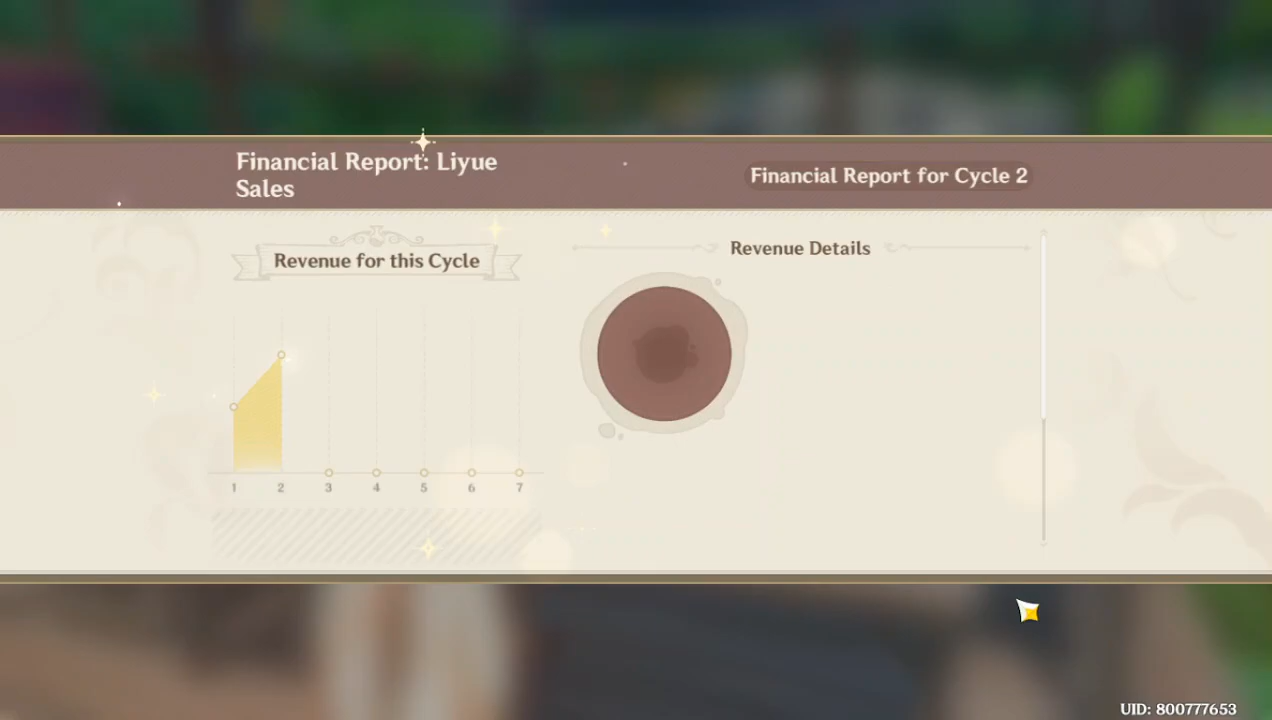 Financial Report: Liyue
Sales
Financial Report for Cycle 2
Revenue for this Cycle
Revenue Details
1 2 3 4 5 6 7
UID: 800777653